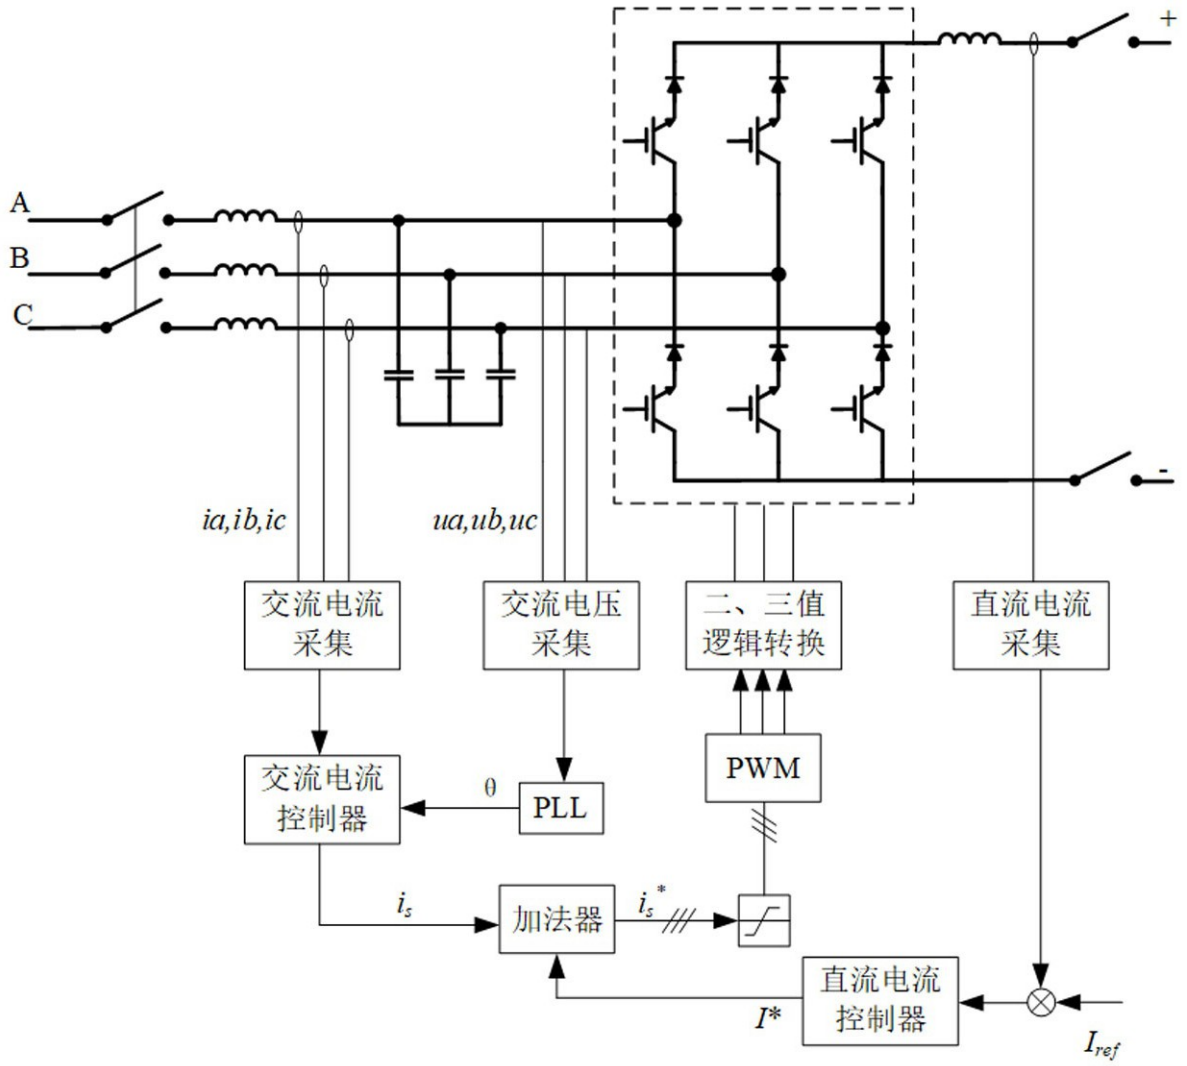 +
A
B
C
-
ia,ib,ic
ua,ub,uc
交流电流
采集
交流电压
采集
二、三值
逻辑转换
直流电流
采集
交流电流
控制器
θ
PLL
PWM
is
加法器
is*
直流电流
控制器
I*
Iref